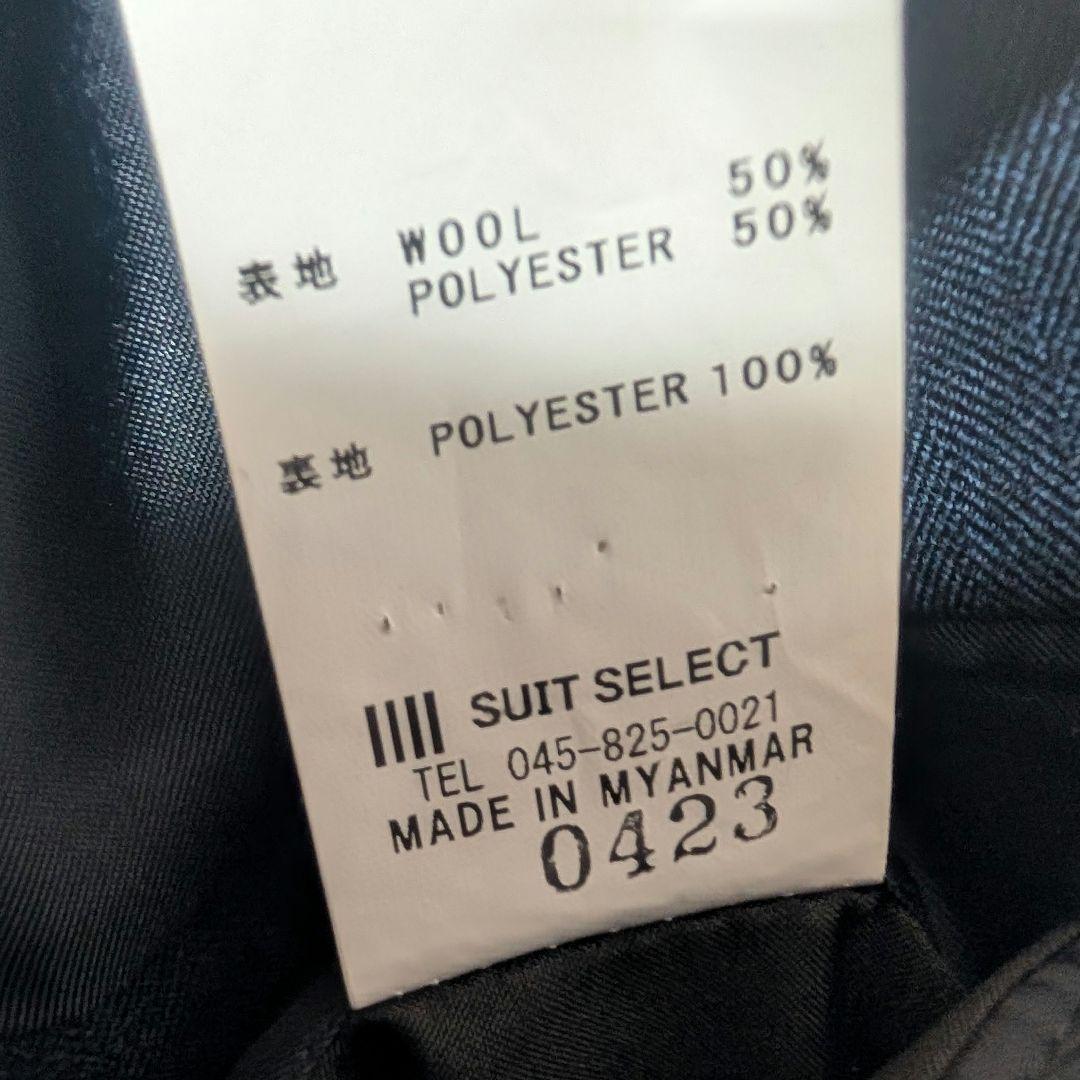 表地 WOOL 50%
POLYESTER 50%
裏地 POLYESTER 100%
SUIT SELECT
TEL 045-825-0021
MADE IN MYANMAR
0423